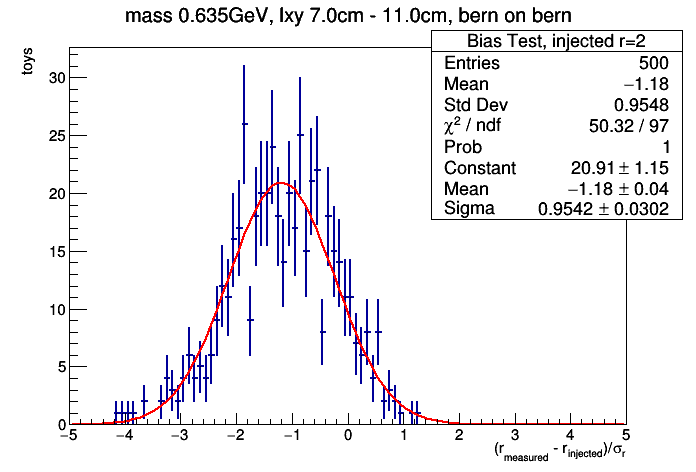 mass 0.635GeV, lxy 7.0cm - 11.0cm, bern on bern
Bias Test, injected r=2
Entries 500
Mean −1.18
Std Dev 0.9548
χ² / ndf 50.32 / 97
Prob 1
Constant 20.91 ± 1.15
Mean −1.18 ± 0.04
Sigma 0.9542 ± 0.0302
toys
30
25
20
15
10
5
0
−5 −4 −3 −2 −1 0 1 2 3 4 5
(r_measured - r_injected)/σ_r